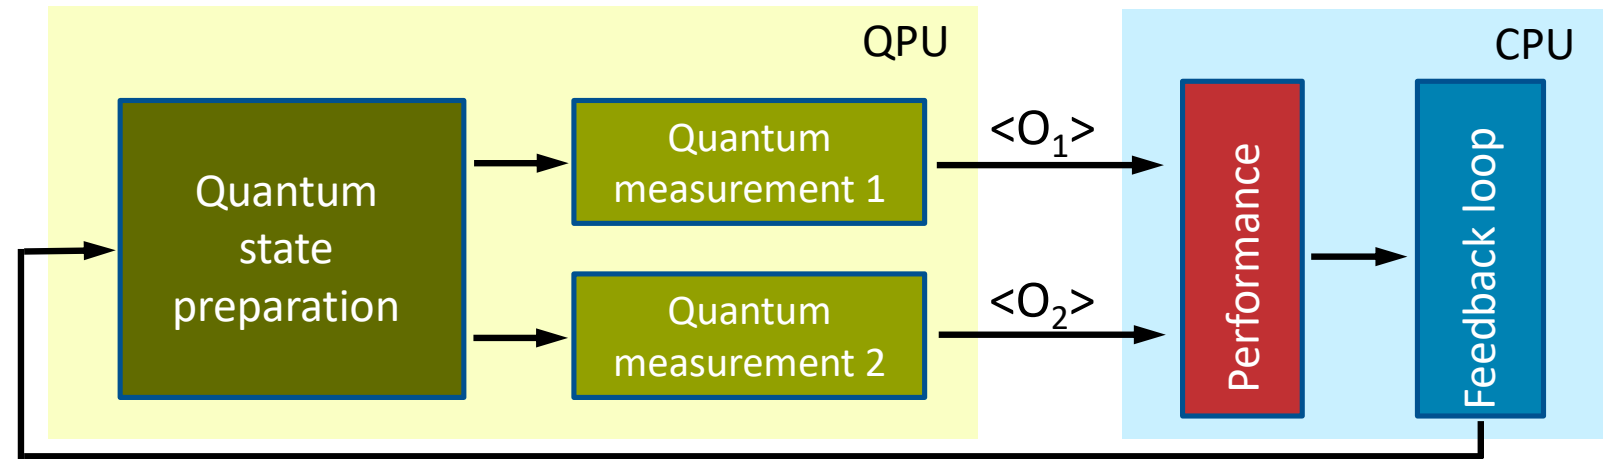 QPU
CPU
Quantum
state
preparation
Quantum
measurement 1
Quantum
measurement 2
<O₁>
<O₂>
Performance
Feedback loop